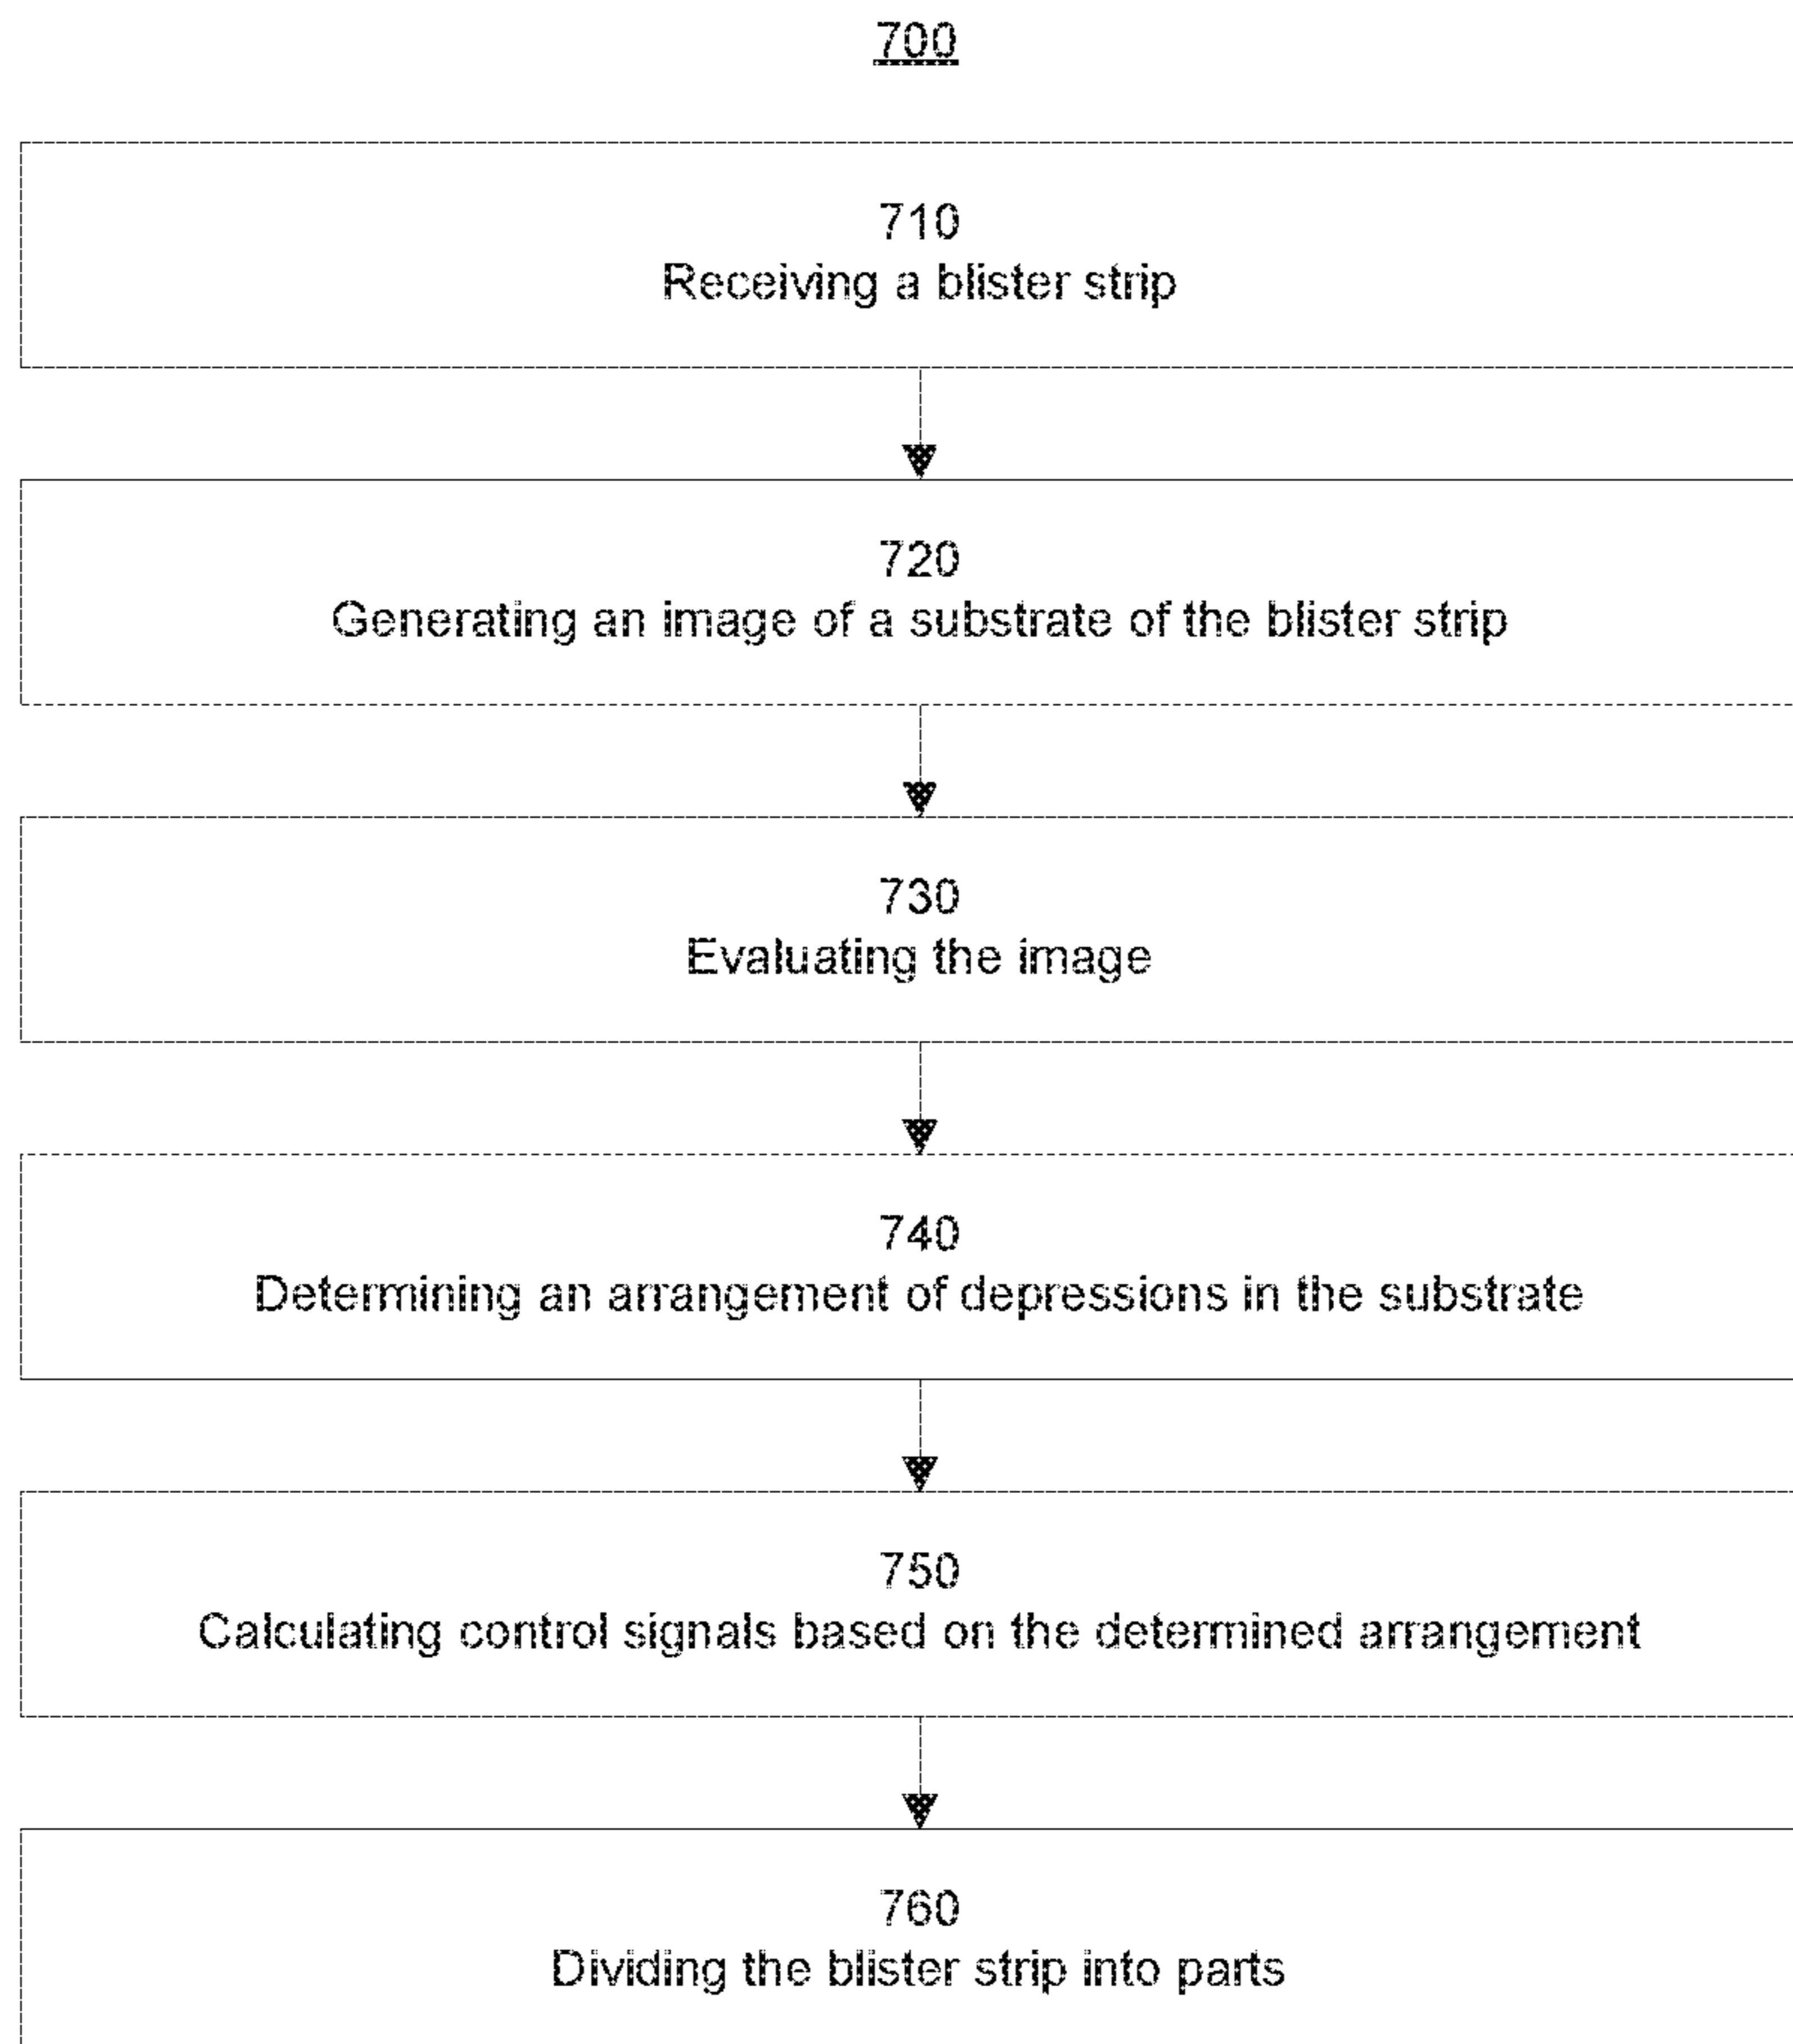 700
710
Receiving a blister strip
720
Generating an image of a substrate of the blister strip
730
Evaluating the image
740
Determining an arrangement of depressions in the substrate
750
Calculating control signals based on the determined arrangement
760
Dividing the blister strip into parts